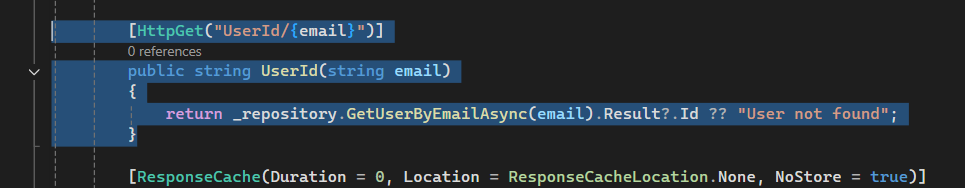 [HttpGet("UserId/{email}")]
0 references
public string UserId(string email)
{
return _repository.GetUserByEmailAsync(email).Result?.Id ?? "User not found";
}
[ResponseCache(Duration = 0, Location = ResponseCacheLocation.None, NoStore = true)]